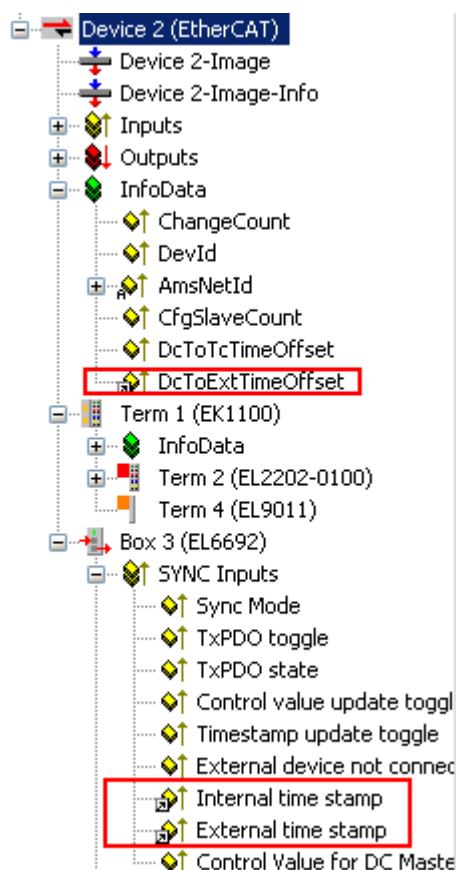 Device 2 (EtherCAT)
Device 2-Image
Device 2-Image-Info
Inputs
Outputs
InfoData
ChangeCount
DevId
AmsNetId
CfgSlaveCount
DcToTcTimeOffset
DcToExtTimeOffset
Term 1 (EK1100)
InfoData
Term 2 (EL2202-0100)
Term 4 (EL9011)
Box 3 (EL6692)
SYNC Inputs
Sync Mode
TxPDO toggle
TxPDO state
Control value update toggl
Timestamp update toggle
External device not connec
Internal time stamp
External time stamp
Control Value for DC Maste